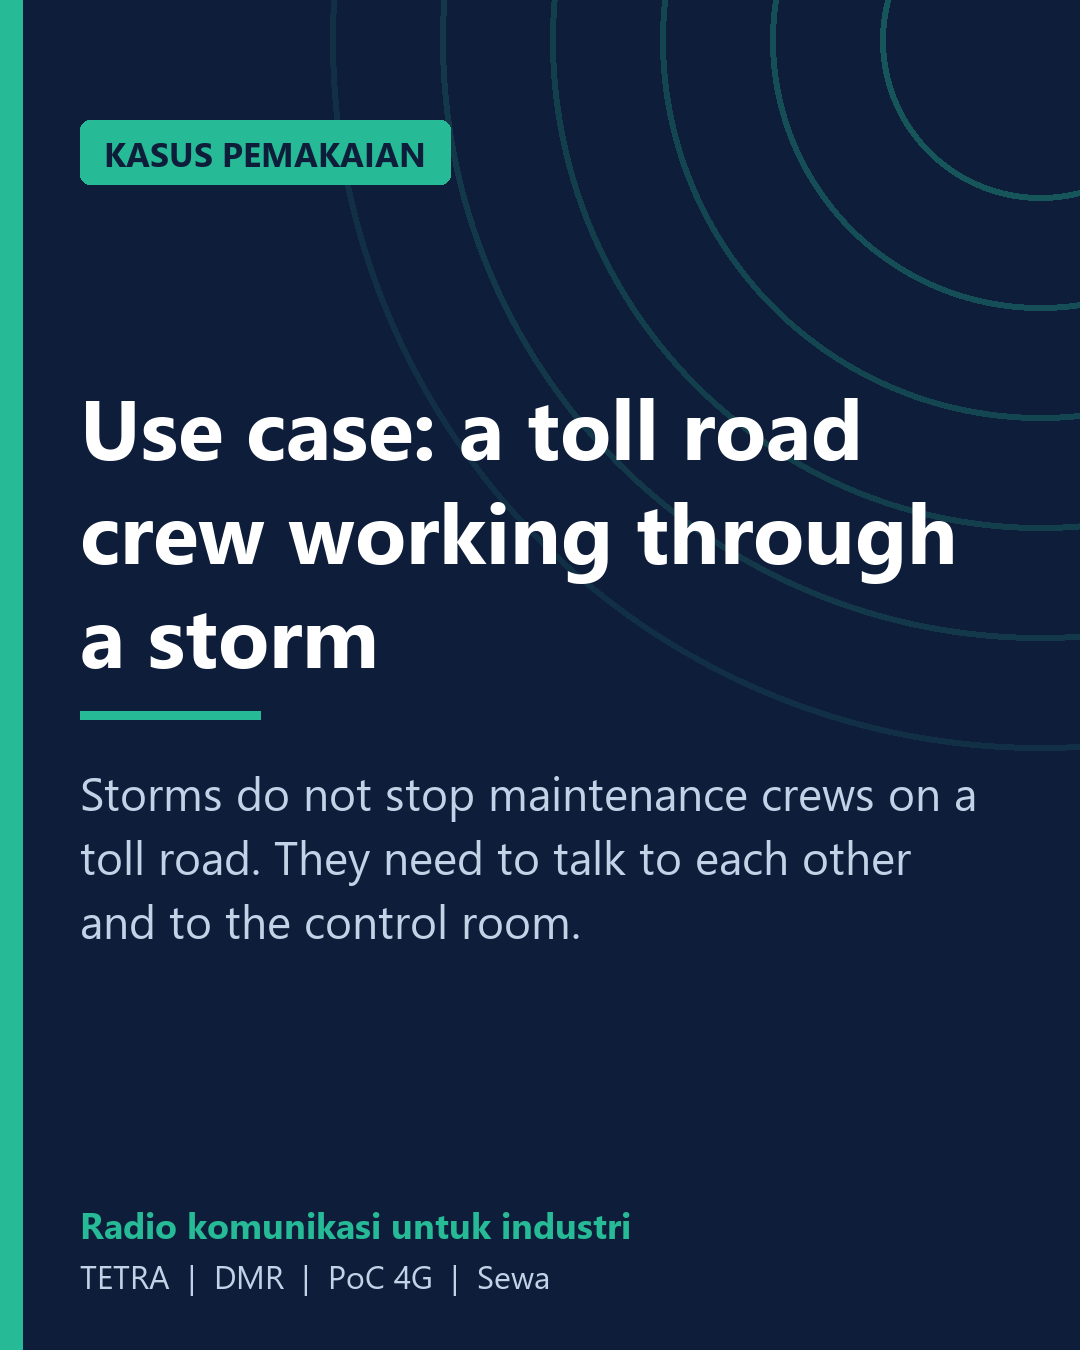 KASUS PEMAKAIAN
Use case: a toll road
crew working through
a storm
Storms do not stop maintenance crews on a
toll road. They need to talk to each other
and to the control room.
Radio komunikasi untuk industri
TETRA | DMR | PoC 4G | Sewa